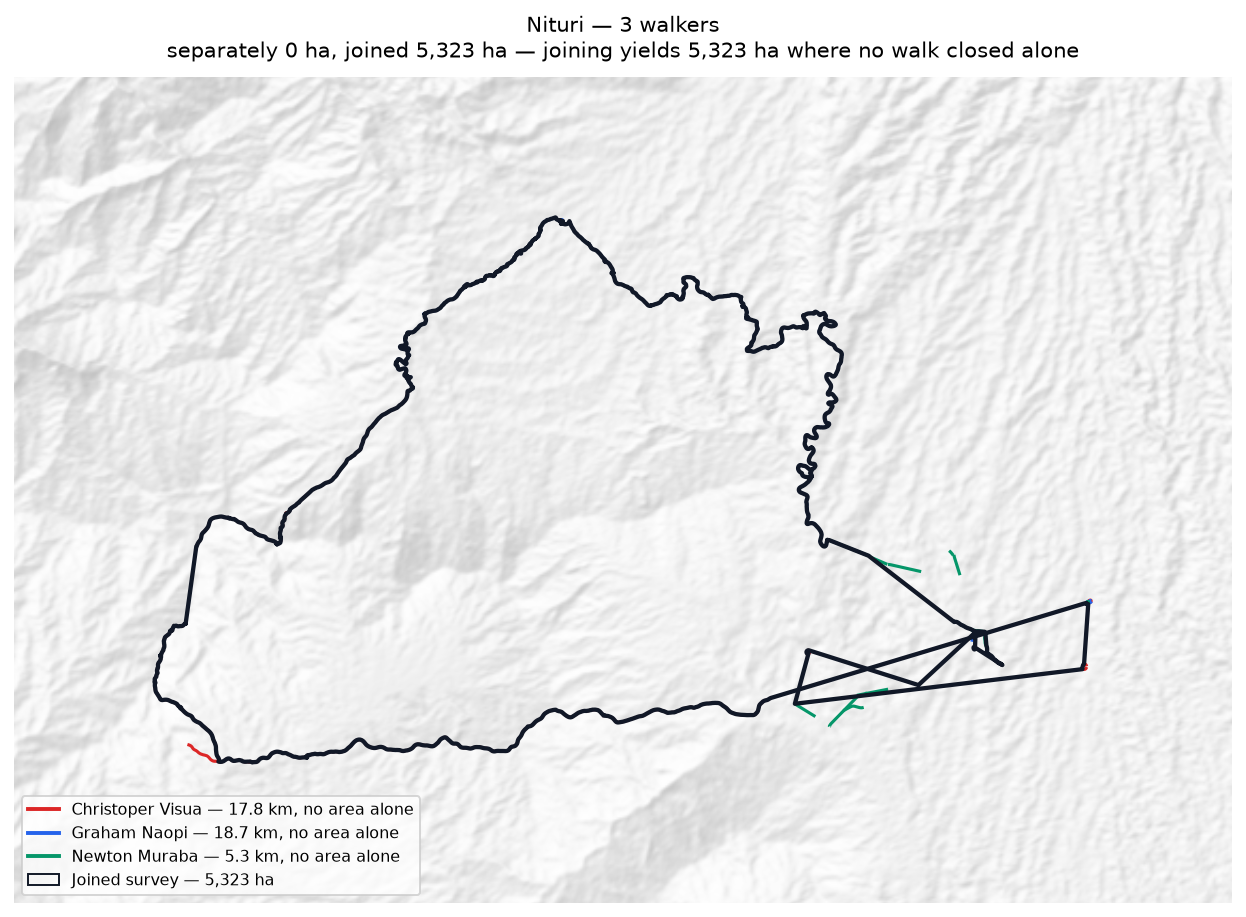 Nituri — 3 walkers
separately 0 ha, joined 5,323 ha — joining yields 5,323 ha where no walk closed alone
Christoper Visua — 17.8 km, no area alone
Graham Naopi — 18.7 km, no area alone
Newton Muraba — 5.3 km, no area alone
Joined survey — 5,323 ha